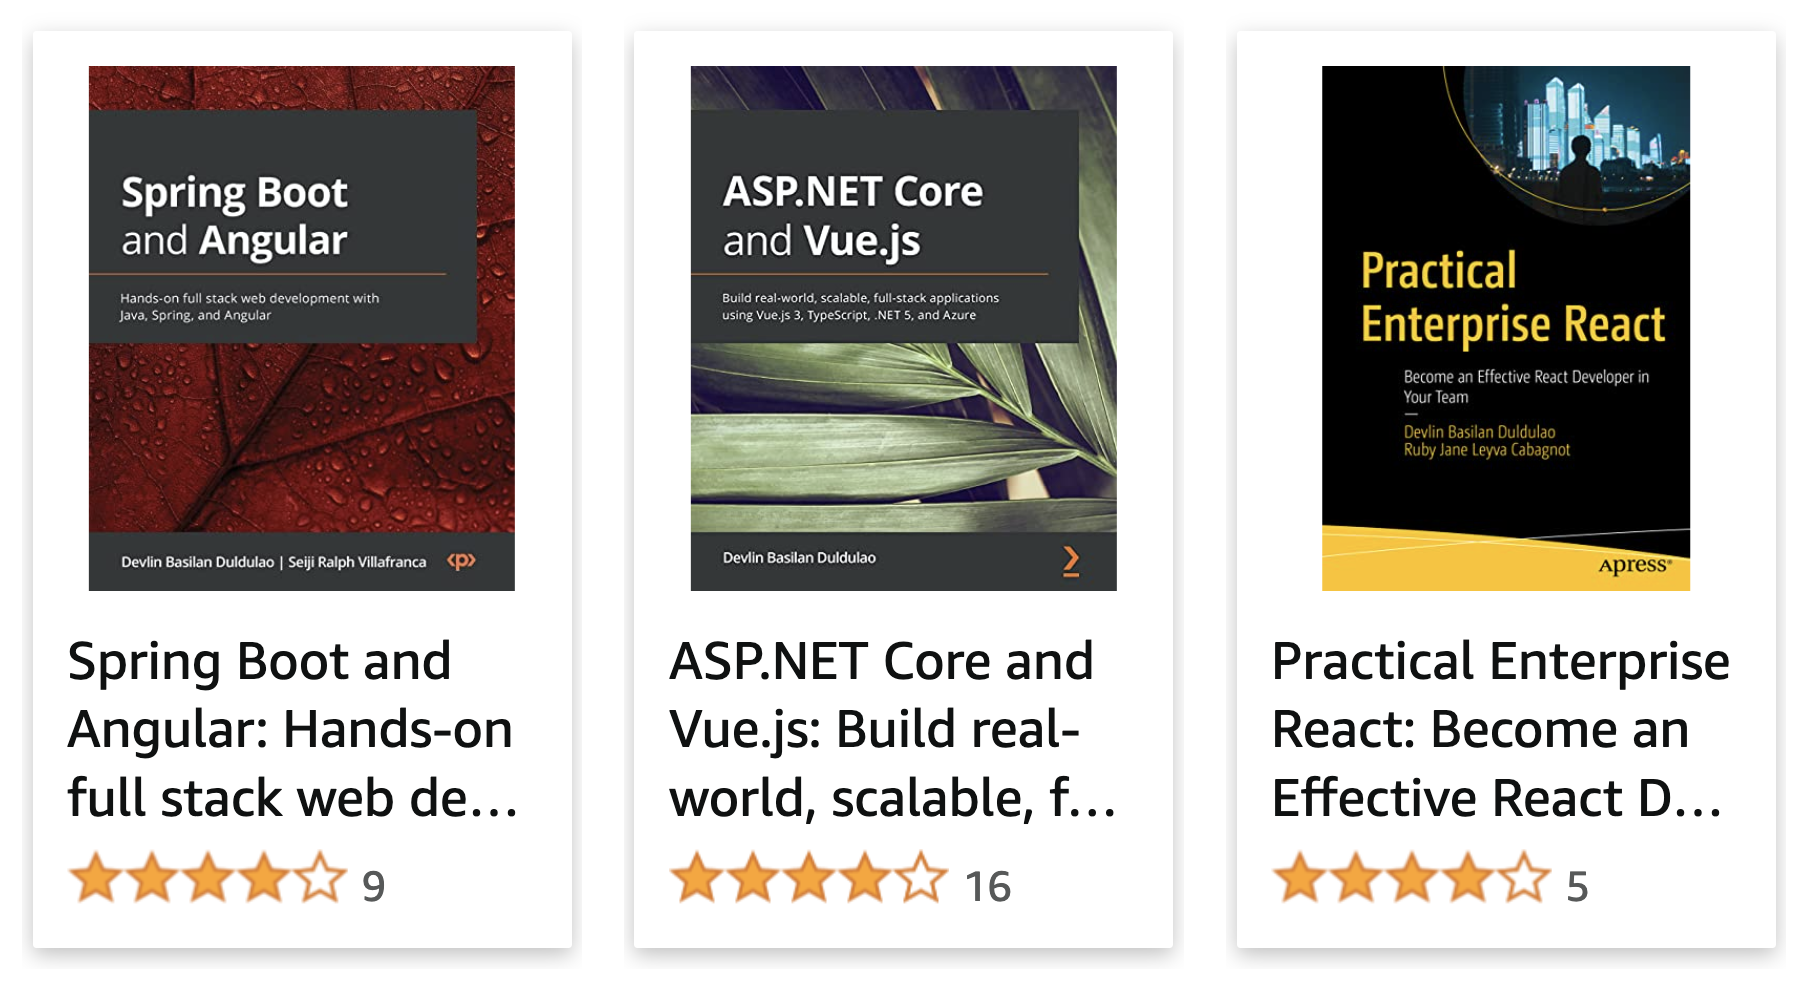 Spring Boot
and Angular
Hands-on full stack web development with
Java, Spring, and Angular
Devlin Basilan Duldulao | Seiji Ralph Villafranca <p>
Spring Boot and
Angular: Hands-on
full stack web de...
9
ASP.NET Core
and Vue.js
Build real-world, scalable, full-stack applications
using Vue.js 3, TypeScript, .NET 5, and Azure
Devlin Basilan Duldulao
ASP.NET Core and
Vue.js: Build real-
world, scalable, f...
16
Practical
Enterprise React
Become an Effective React Developer in
Your Team
Devlin Basilan Duldulao
Ruby Jane Leyva Cabagnot
Apress®
Practical Enterprise
React: Become an
Effective React D...
5